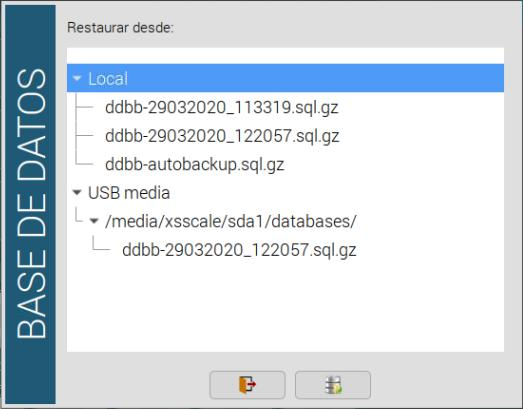 BASE DE DATOS
Restaurar desde:
Local
ddbb-29032020_113319.sql.gz
ddbb-29032020_122057.sql.gz
ddbb-autobackup.sql.gz
USB media
/media/xsscale/sda1/databases/
ddbb-29032020_122057.sql.gz